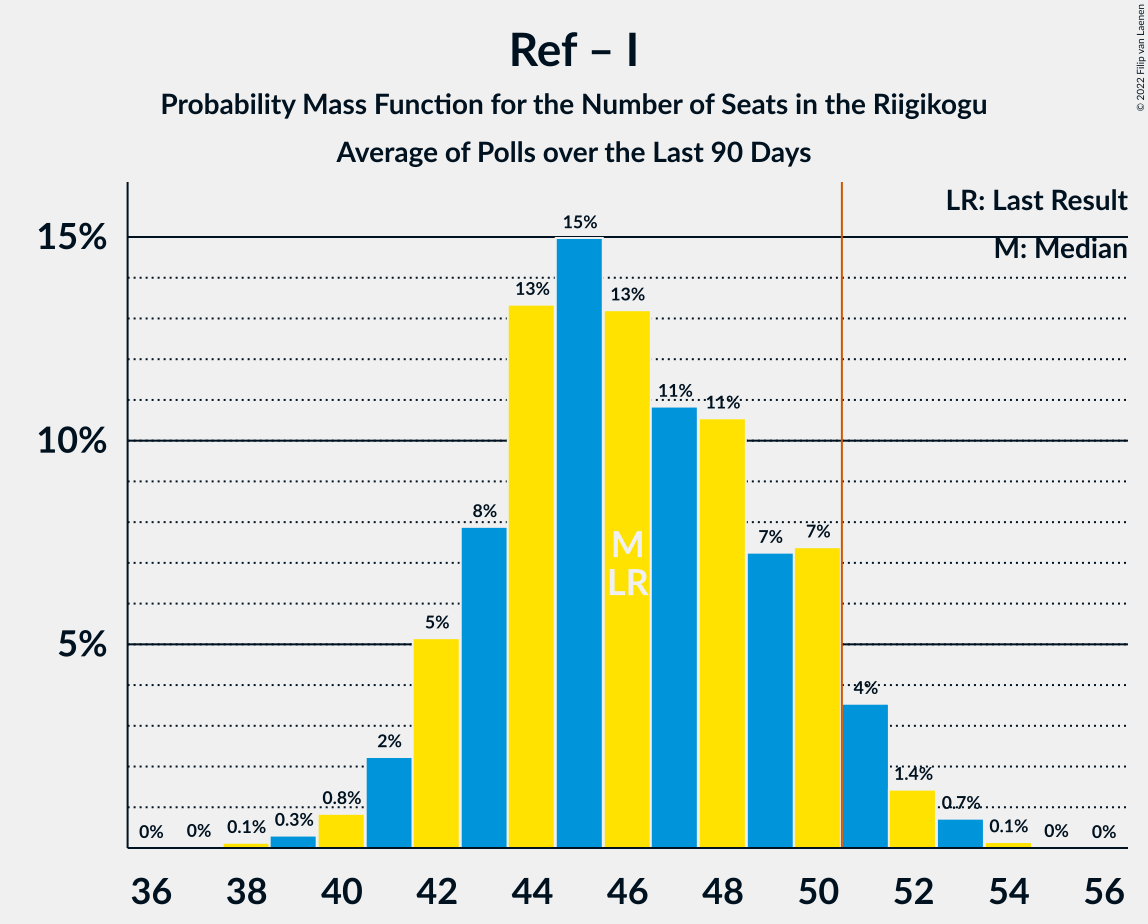 Ref – I
Probability Mass Function for the Number of Seats in the Riigikogu
Average of Polls over the Last 90 Days
© 2022 Filip van Laenen
LR: Last Result
M: Median
15%
10%
5%
0% 0% 0.1% 0.3% 0.8% 2% 5% 8% 13% 15% 13% 11% 11% 7% 7% 4% 1.4% 0.7% 0.1% 0% 0%
M
LR
36 38 40 42 44 46 48 50 52 54 56